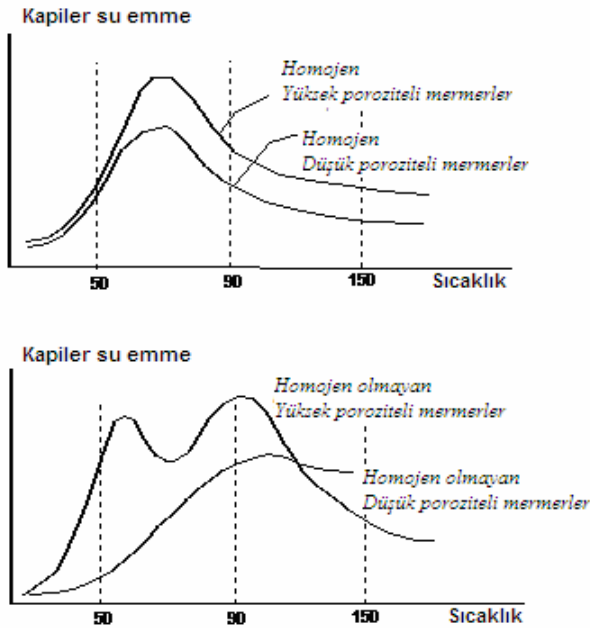 Kapiler su emme
Homojen
Yüksek poroziteli mermerler
Homojen
Düşük poroziteli mermerler
50
90
150
Sıcaklık
Kapiler su emme
Homojen olmayan
Yüksek poroziteli mermerler
Homojen olmayan
Düşük poroziteli mermerler
50
90
150
Sıcaklık